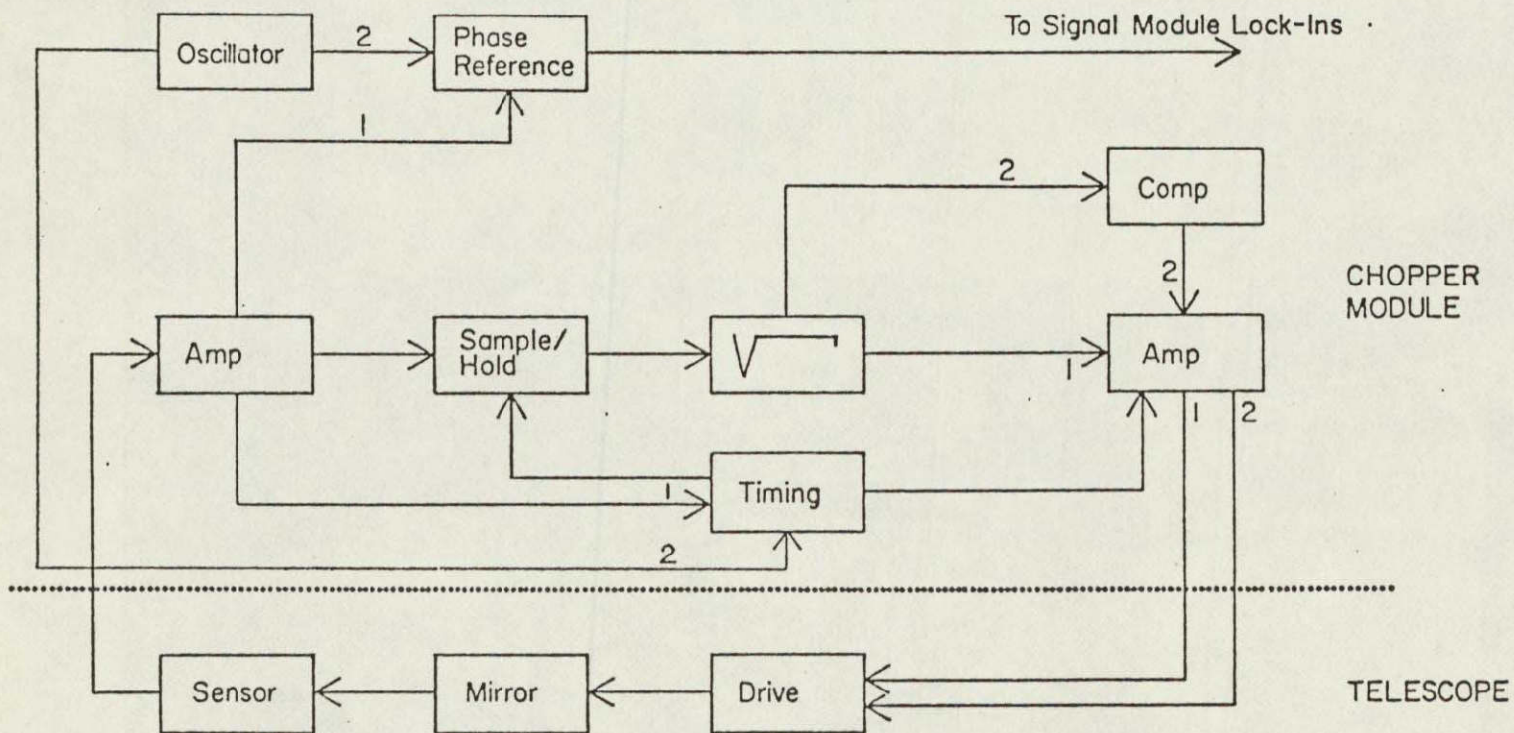 To Signal Module Lock-Ins
Oscillator
2
Phase
Reference
1
2
Comp
2
CHOPPER
MODULE
Amp
Sample/
Hold
√
1
Amp
1
2
1
Timing
2
Sensor
Mirror
Drive
TELESCOPE